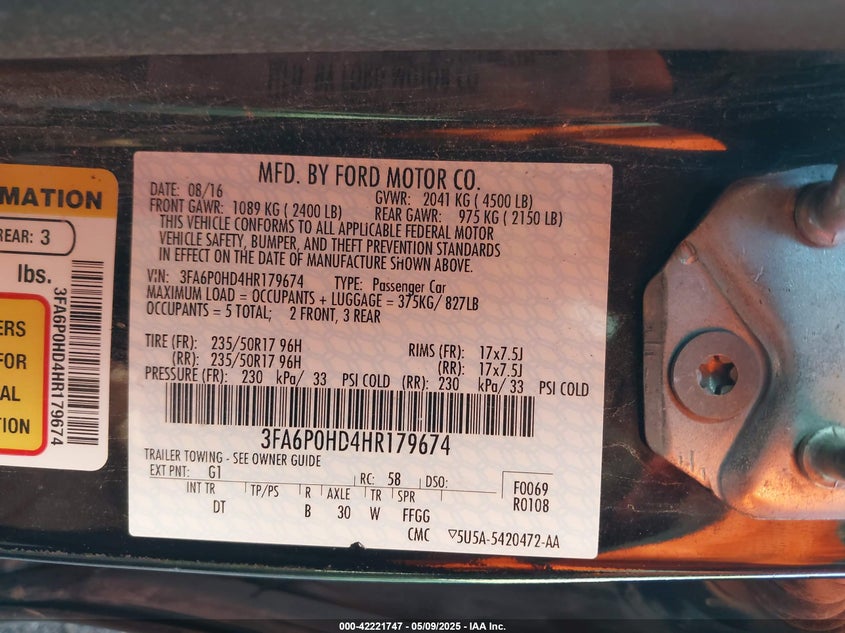 MFD. BY FORD MOTOR CO.
DATE: 08/16 GVWR: 2041 KG ( 4500 LB)
FRONT GAWR: 1089 KG ( 2400 LB) REAR GAWR: 975 KG ( 2150 LB)
THIS VEHICLE CONFORMS TO ALL APPLICABLE FEDERAL MOTOR
VEHICLE SAFETY, BUMPER, AND THEFT PREVENTION STANDARDS
IN EFFECT ON THE DATE OF MANUFACTURE SHOWN ABOVE.
VIN: 3FA6P0HD4HR179674 TYPE: Passenger Car
MAXIMUM LOAD = OCCUPANTS + LUGGAGE = 375KG/ 827LB
OCCUPANTS = 5 TOTAL; 2 FRONT, 3 REAR
TIRE (FR): 235/50R17 96H RIMS (FR): 17x7.5J
(RR): 235/50R17 96H (RR): 17x7.5J
PRESSURE (FR): 230 kPa/ 33 PSI COLD (RR): 230 kPa/ 33 PSI COLD
3FA6P0HD4HR179674
TRAILER TOWING - SEE OWNER GUIDE
EXT PNT: G1 RC: 58 DSO: F0069
R0108
INT TR TP/PS R AXLE TR SPR
DT B 30 W FFGG
CMC ▽5U5A-5420472-AA
RMATION
REAR: 3
lbs.
ERS
FOR
AL
TION
3FA6P0HD4HR179674
000-42221747 - 05/09/2025 - IAA Inc.